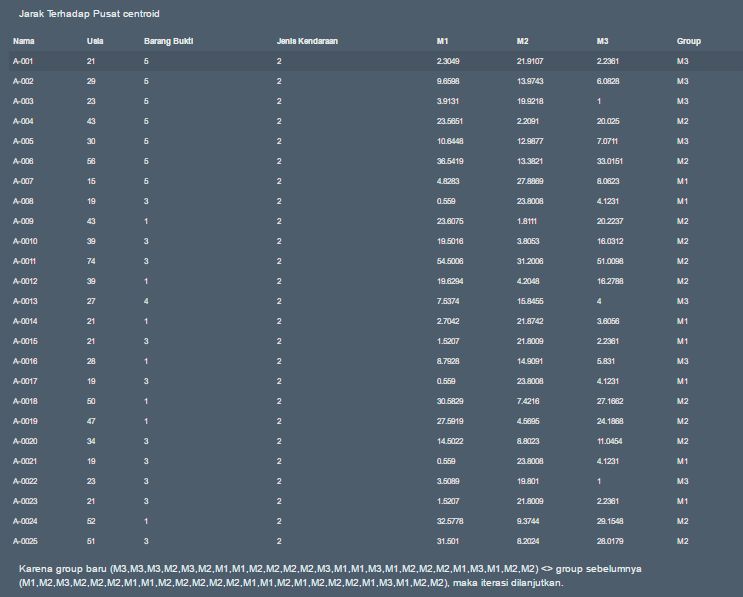 Jarak Terhadap Pusat centroid
Nama Usia Barang Bukti Jenis Kendaraan M1 M2 M3 Group
A-001 21 5 2 2.3049 21.9107 2.2361 M3
A-002 29 5 2 9.6598 13.9743 6.0828 M3
A-003 23 5 2 3.9131 19.9218 1 M3
A-004 43 5 2 23.5651 2.2091 20.025 M2
A-005 30 5 2 10.6448 12.9877 7.0711 M3
A-006 56 5 2 36.5419 13.3821 33.0151 M2
A-007 15 5 2 4.8283 27.8869 8.0623 M1
A-008 19 3 2 0.559 23.8008 4.1231 M1
A-009 43 1 2 23.6075 1.8111 20.2237 M2
A-0010 39 3 2 19.5016 3.8053 16.0312 M2
A-0011 74 3 2 54.5006 31.2006 51.0098 M2
A-0012 39 1 2 19.6294 4.2048 16.2788 M2
A-0013 27 4 2 7.5374 15.8455 4 M3
A-0014 21 1 2 2.7042 21.8742 3.6056 M1
A-0015 21 3 2 1.5207 21.8009 2.2361 M1
A-0016 28 1 2 8.7928 14.9091 5.831 M3
A-0017 19 3 2 0.559 23.8008 4.1231 M1
A-0018 50 1 2 30.5829 7.4216 27.1662 M2
A-0019 47 1 2 27.5919 4.5695 24.1868 M2
A-0020 34 3 2 14.5022 8.8023 11.0454 M2
A-0021 19 3 2 0.559 23.8008 4.1231 M1
A-0022 23 3 2 3.5089 19.801 1 M3
A-0023 21 3 2 1.5207 21.8009 2.2361 M1
A-0024 52 1 2 32.5778 9.3744 29.1548 M2
A-0025 51 3 2 31.501 8.2024 28.0179 M2
Karena group baru (M3,M3,M3,M2,M3,M2,M1,M1,M2,M2,M2,M2,M3,M1,M1,M3,M1,M2,M2,M2,M1,M3,M1,M2,M2) <> group sebelumnya
(M1,M2,M3,M2,M2,M2,M1,M1,M2,M2,M2,M2,M2,M1,M1,M2,M1,M2,M2,M2,M1,M3,M1,M2,M2), maka iterasi dilanjutkan.